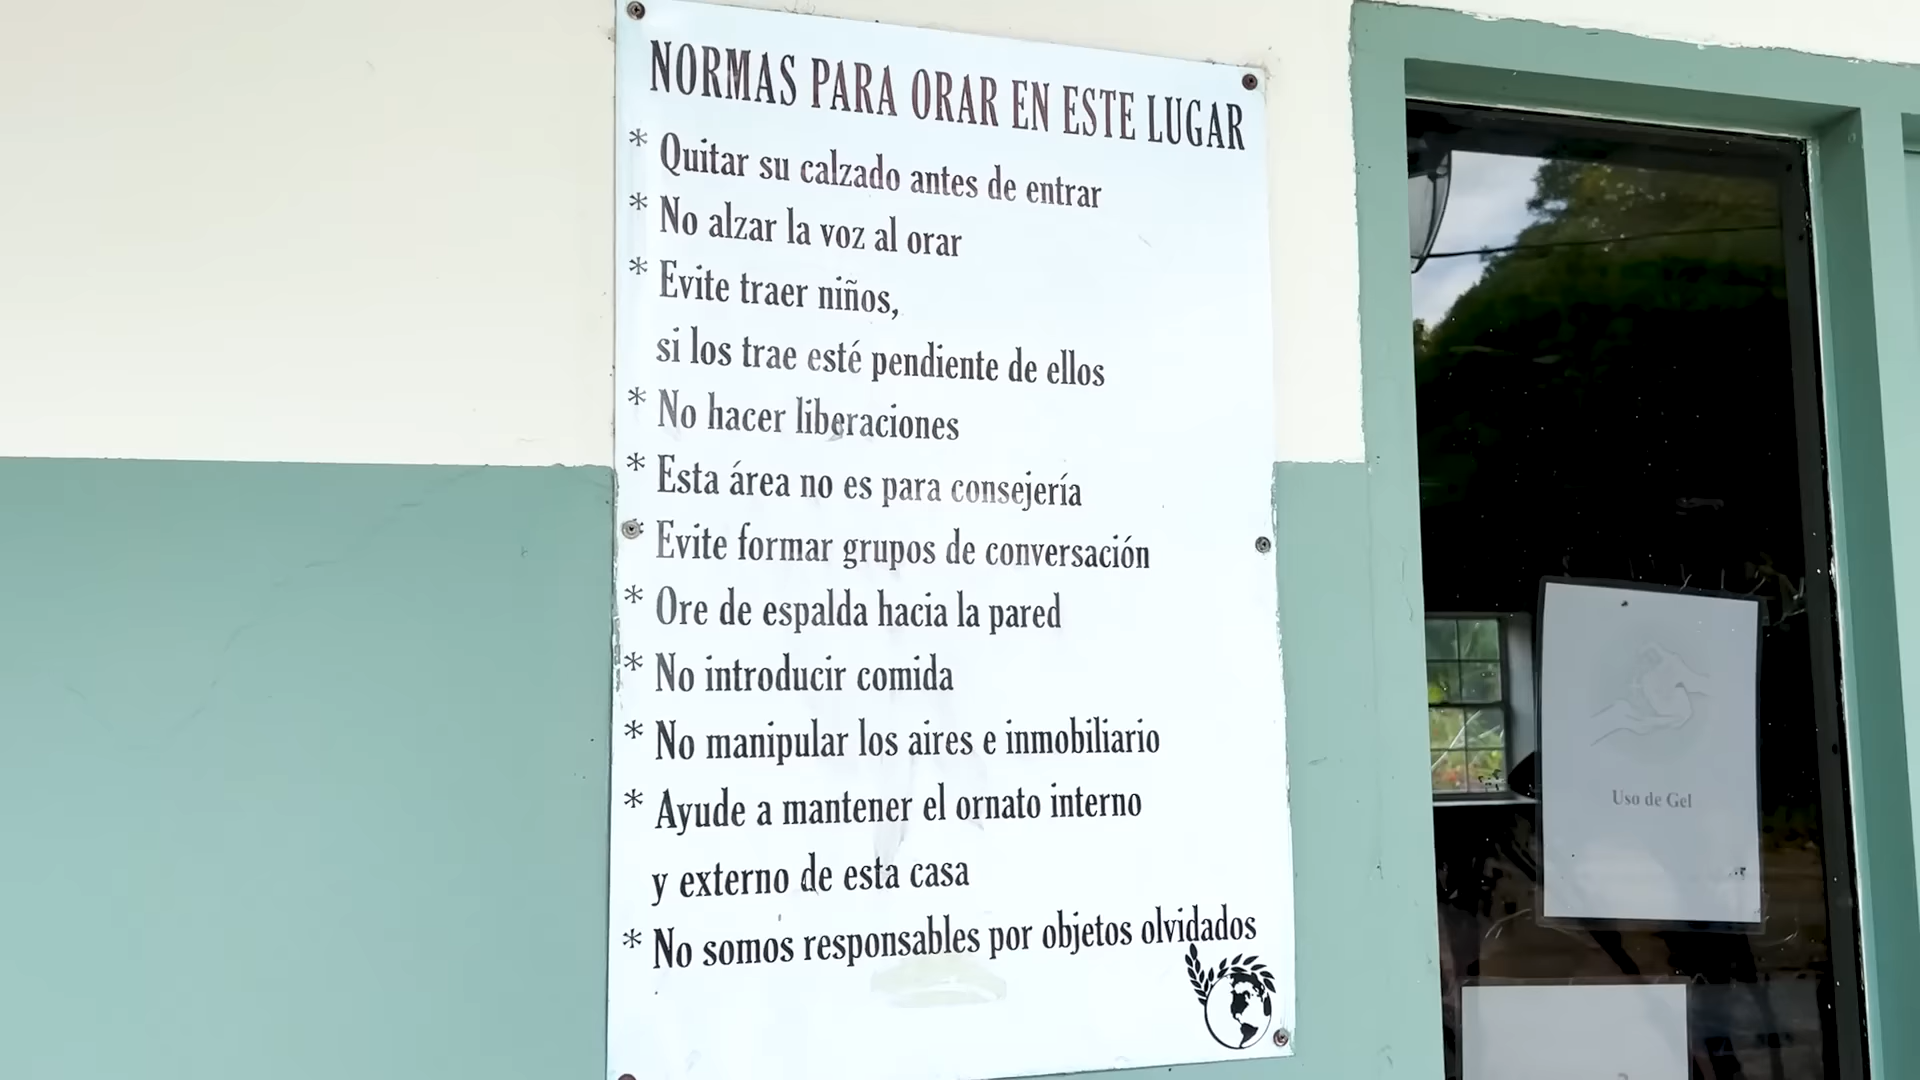 NORMAS PARA ORAR EN ESTE LUGAR
* Quitar su calzado antes de entrar
* No alzar la voz al orar
* Evite traer niños,
si los trae esté pendiente de ellos
* No hacer liberaciones
* Esta área no es para consejería
* Evite formar grupos de conversación
* Ore de espalda hacia la pared
* No introducir comida
* No manipular los aires e inmobiliario
* Ayude a mantener el ornato interno
y externo de esta casa
* No somos responsables por objetos olvidados
Uso de Gel